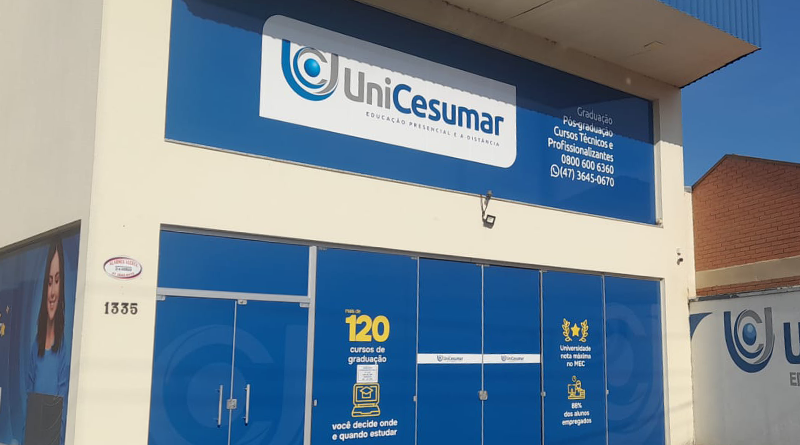 UniCesumar
EDUCAÇÃO PRESENCIAL E A DISTÂNCIA
Graduação
Pós-graduação
Cursos Técnicos e
Profissionalizantes
0800 600 6360
(47) 3645-0670
1335
mais de
120
cursos de
graduação
você decide onde
e quando estudar
UniCesumar
UniCesumar
Universidade
nota máxima
no MEC
88%
dos alunos
empregados
U
ED